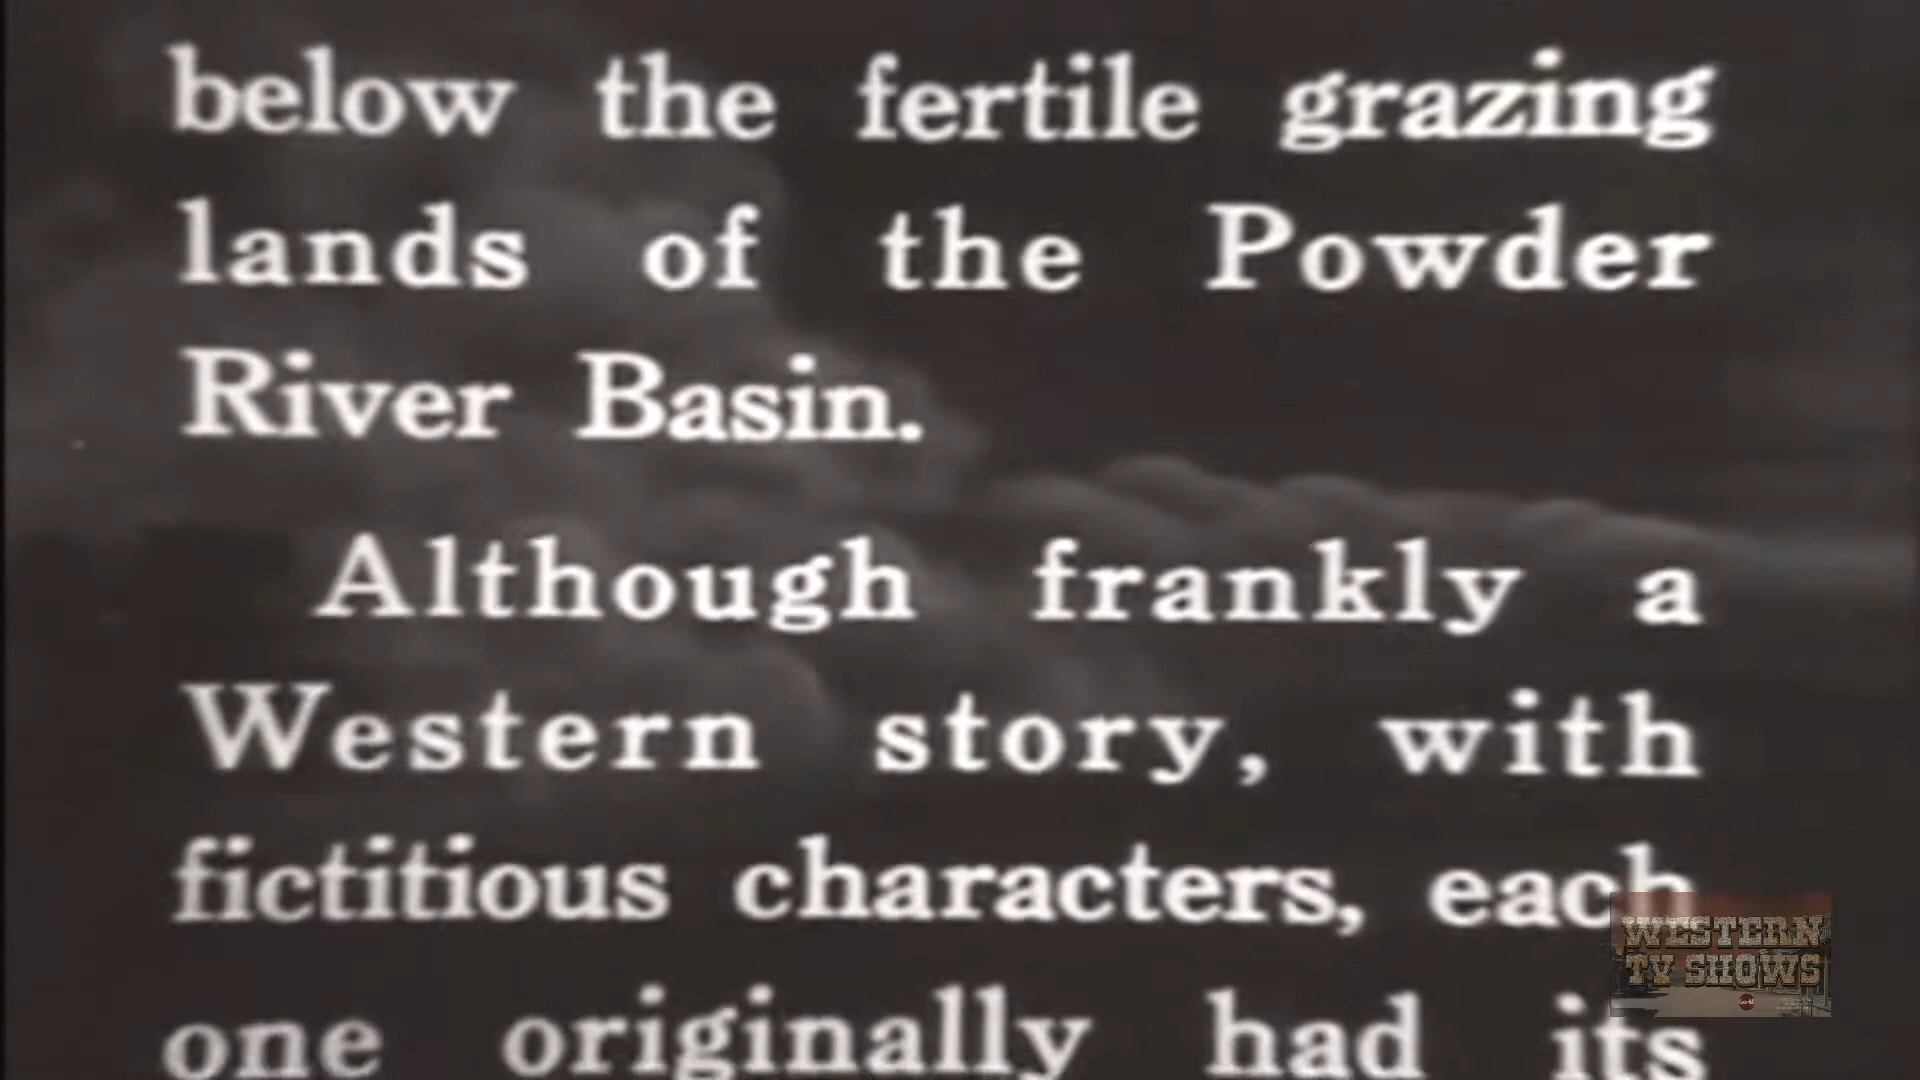 below the fertile grazing
lands of the Powder
River Basin.
Although frankly a
Western story, with
fictitious characters, each
one originally had its
WESTERN
TV SHOWS